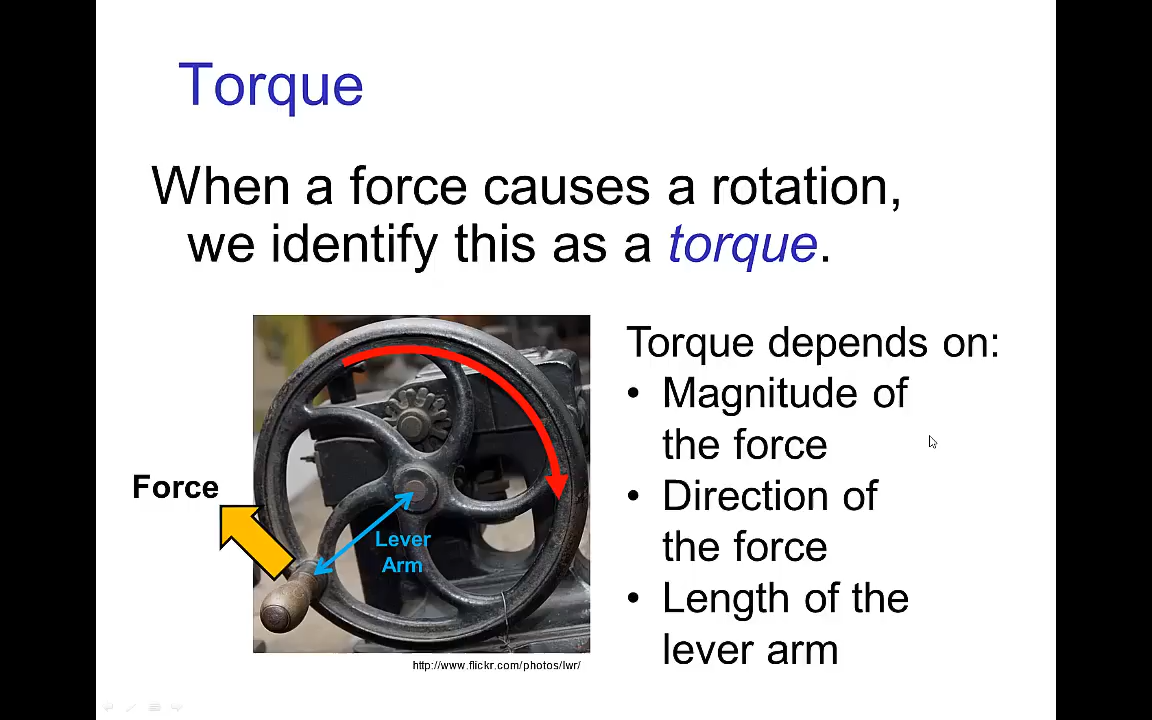 Torque
When a force causes a rotation,
we identify this as a torque.
Force
Lever
Arm
http://www.flickr.com/photos/lwr/
Torque depends on:
• Magnitude of
the force
• Direction of
the force
• Length of the
lever arm